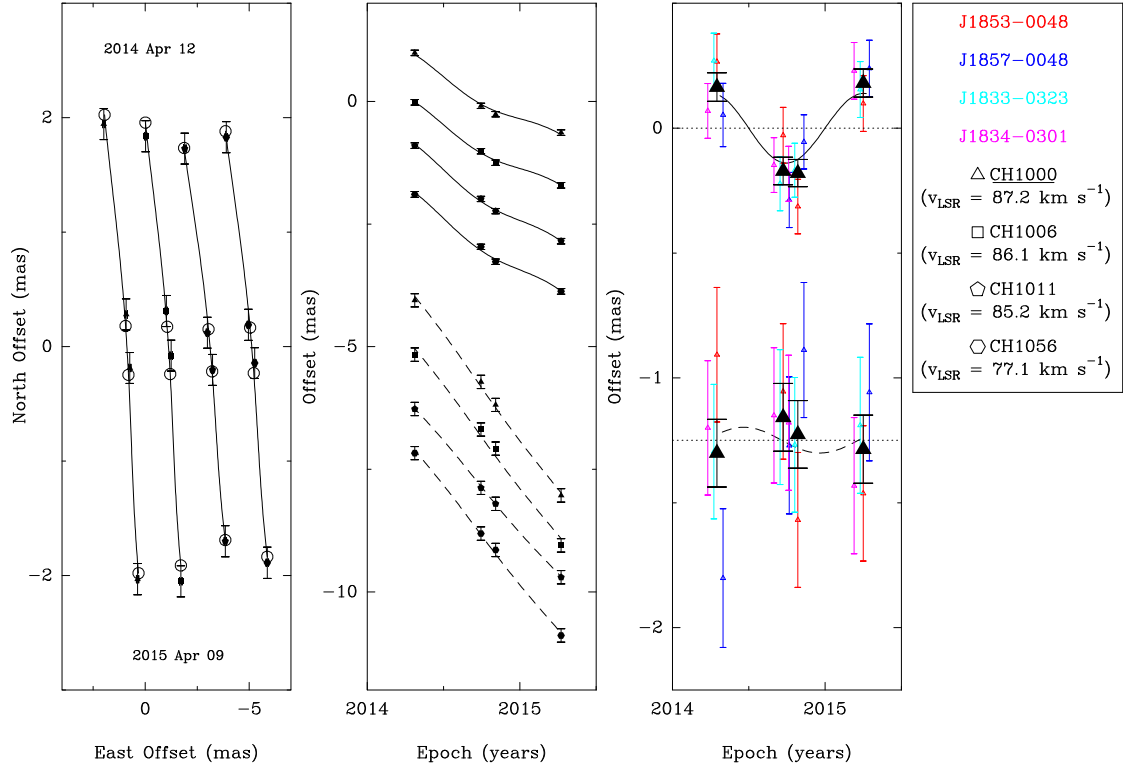 2014 Apr 12
2015 Apr 09
North Offset (mas)
2
0
−2
0
−5
East Offset (mas)
Offset (mas)
0
−5
−10
2014
2015
Epoch (years)
Offset (mas)
0
−1
−2
2014
2015
Epoch (years)
J1853−0048
J1857−0048
J1833−0323
J1834−0301
CH1000
(vLSR = 87.2 km s−1)
CH1006
(vLSR = 86.1 km s−1)
CH1011
(vLSR = 85.2 km s−1)
CH1056
(vLSR = 77.1 km s−1)